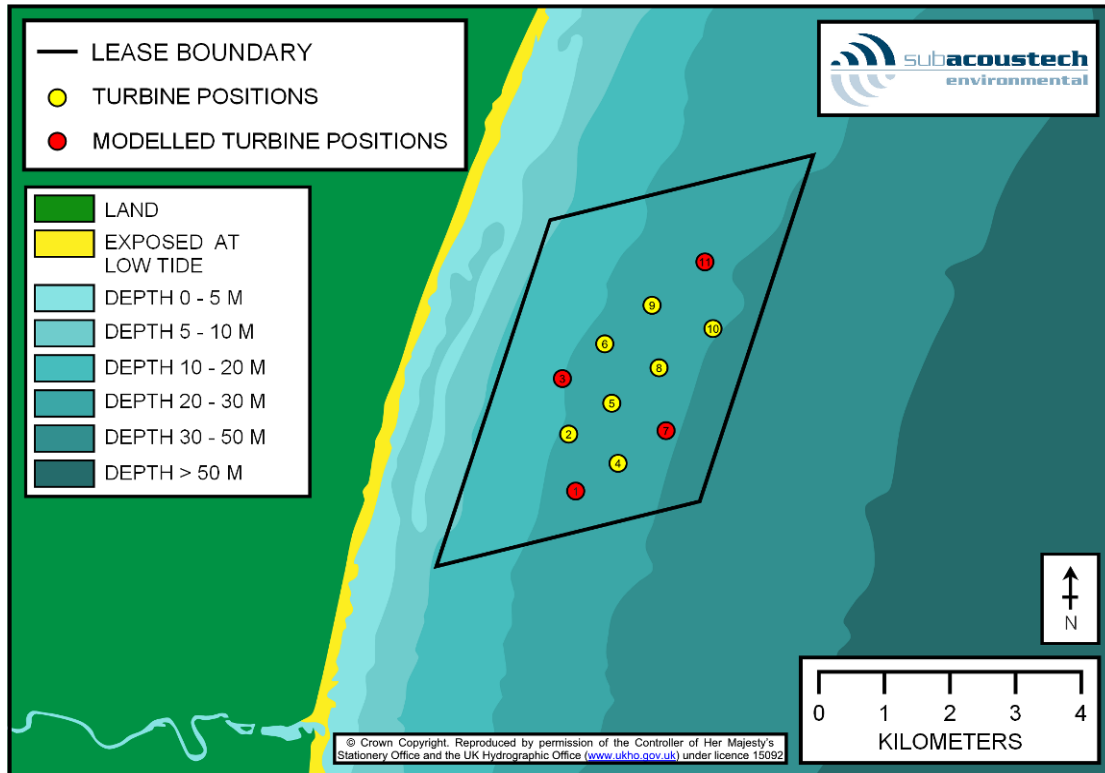 LEASE BOUNDARY
TURBINE POSITIONS
MODELLED TURBINE POSITIONS
subacoustech
environmental
LAND
EXPOSED AT
LOW TIDE
DEPTH 0 - 5 M
DEPTH 5 - 10 M
DEPTH 10 - 20 M
DEPTH 20 - 30 M
DEPTH 30 - 50 M
DEPTH > 50 M
11
9
10
6
8
3
5
2
7
4
1
N
0 1 2 3 4
KILOMETERS
© Crown Copyright. Reproduced by permission of the Controller of Her Majesty's
Stationery Office and the UK Hydrographic Office (www.ukho.gov.uk) under licence 15092